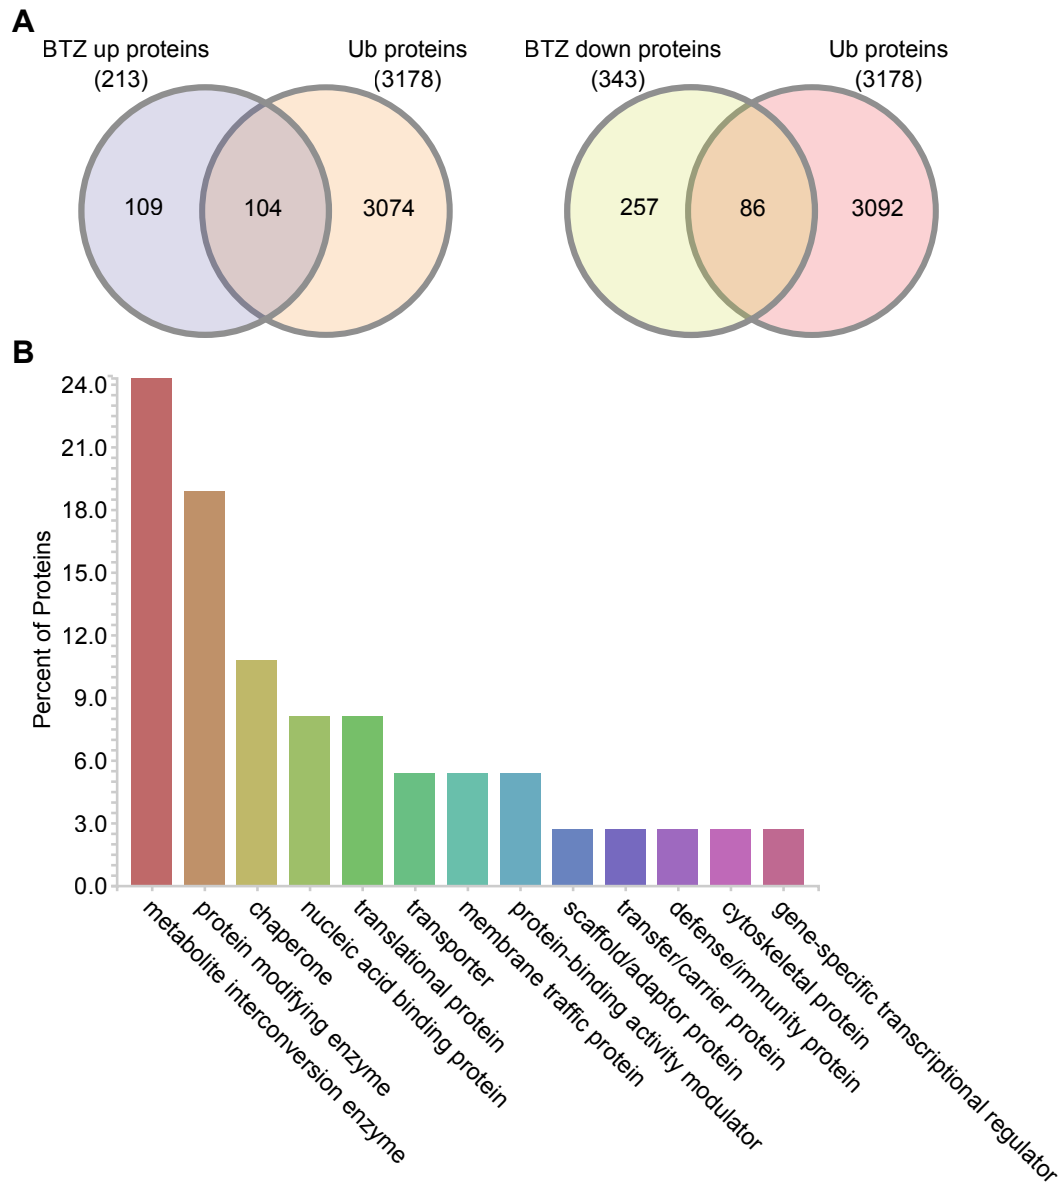 A
BTZ up proteins
(213)
Ub proteins
(3178)
BTZ down proteins
(343)
Ub proteins
(3178)
109
104
3074
257
86
3092
B
Percent of Proteins
24.0
21.0
18.0
15.0
12.0
9.0
6.0
3.0
0.0
metabolite interconversion enzyme
protein modifying enzyme
chaperone
nucleic acid binding protein
translational protein
transporter
membrane traffic protein
protein-binding activity modulator
scaffold/adaptor protein
transfer/carrier protein
defense/immunity protein
cytoskeletal protein
gene-specific transcriptional regulator